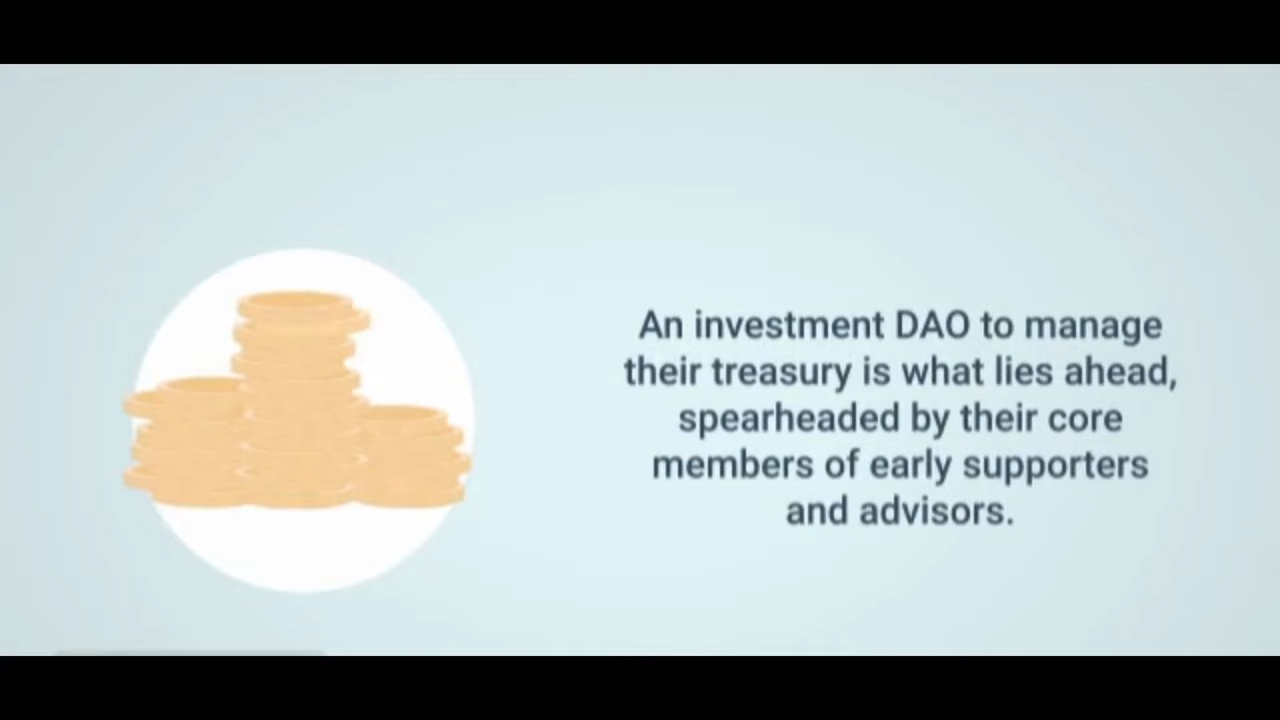 An investment DAO to manage
their treasury is what lies ahead,
spearheaded by their core
members of early supporters
and advisors.